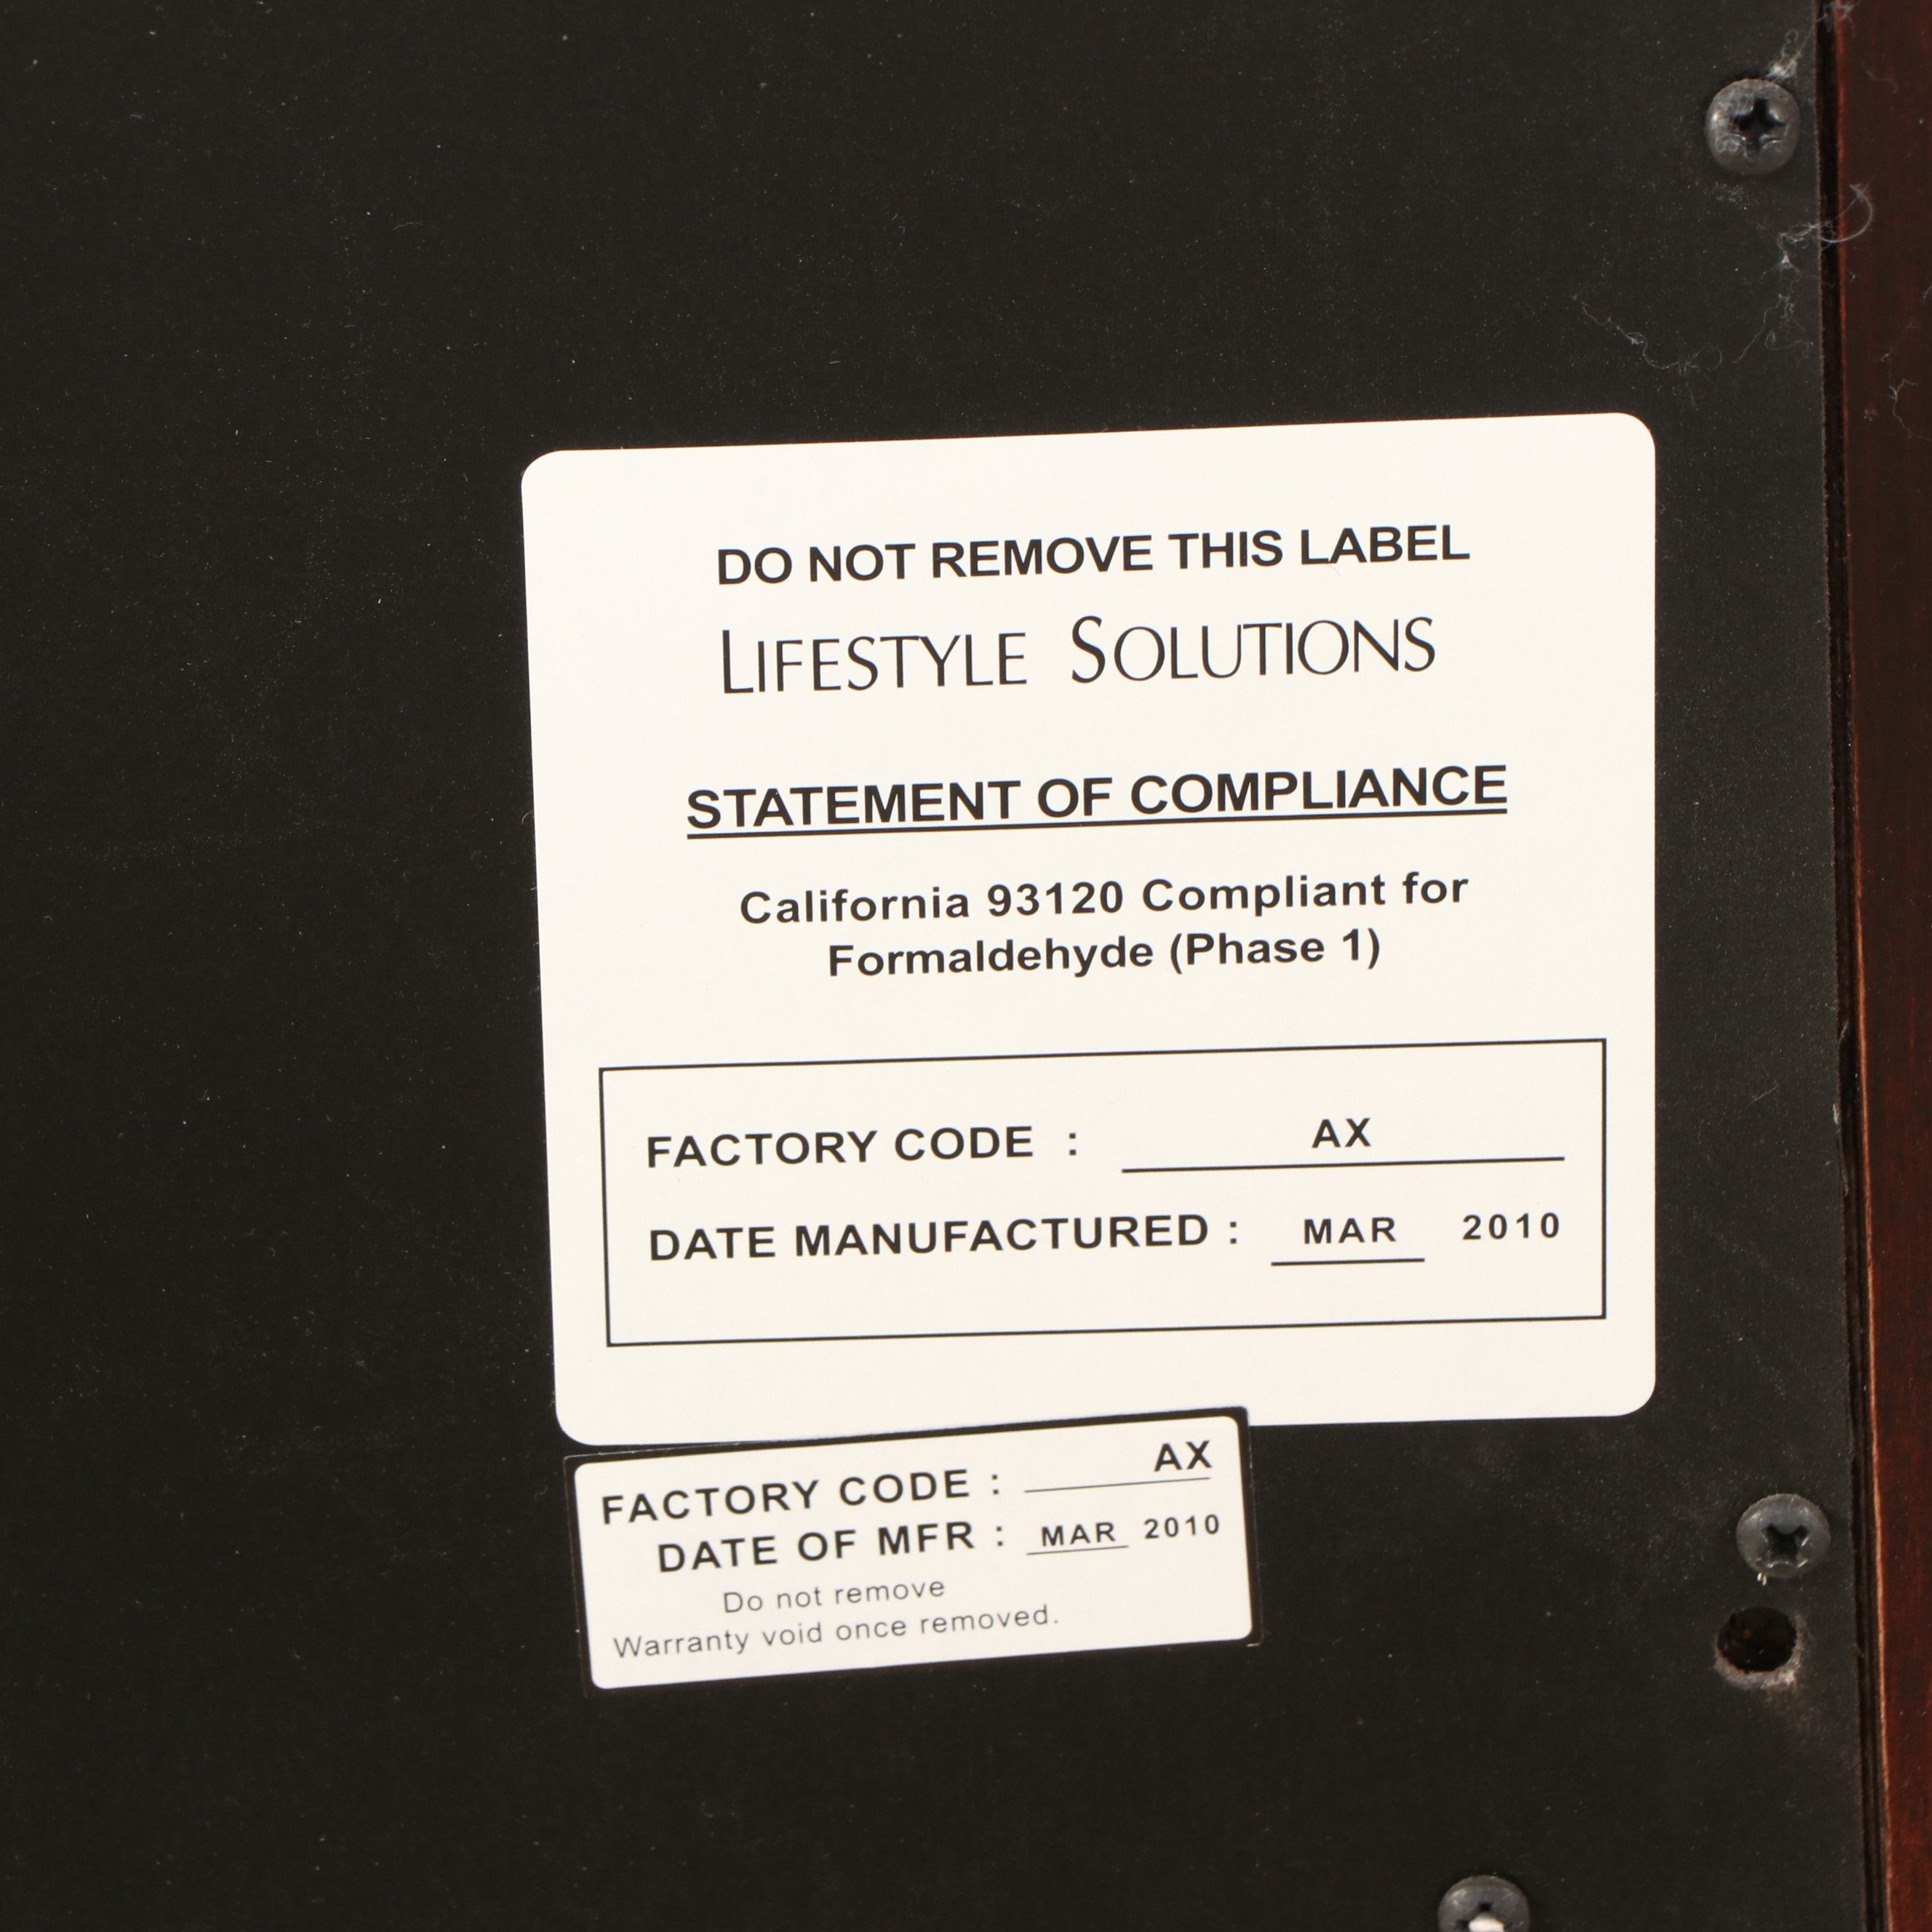 DO NOT REMOVE THIS LABEL
LIFESTYLE SOLUTIONS
STATEMENT OF COMPLIANCE
California 93120 Compliant for
Formaldehyde (Phase 1)
FACTORY CODE : AX
DATE MANUFACTURED : MAR 2010
FACTORY CODE : AX
DATE OF MFR : MAR 2010
Do not remove
Warranty void once removed.